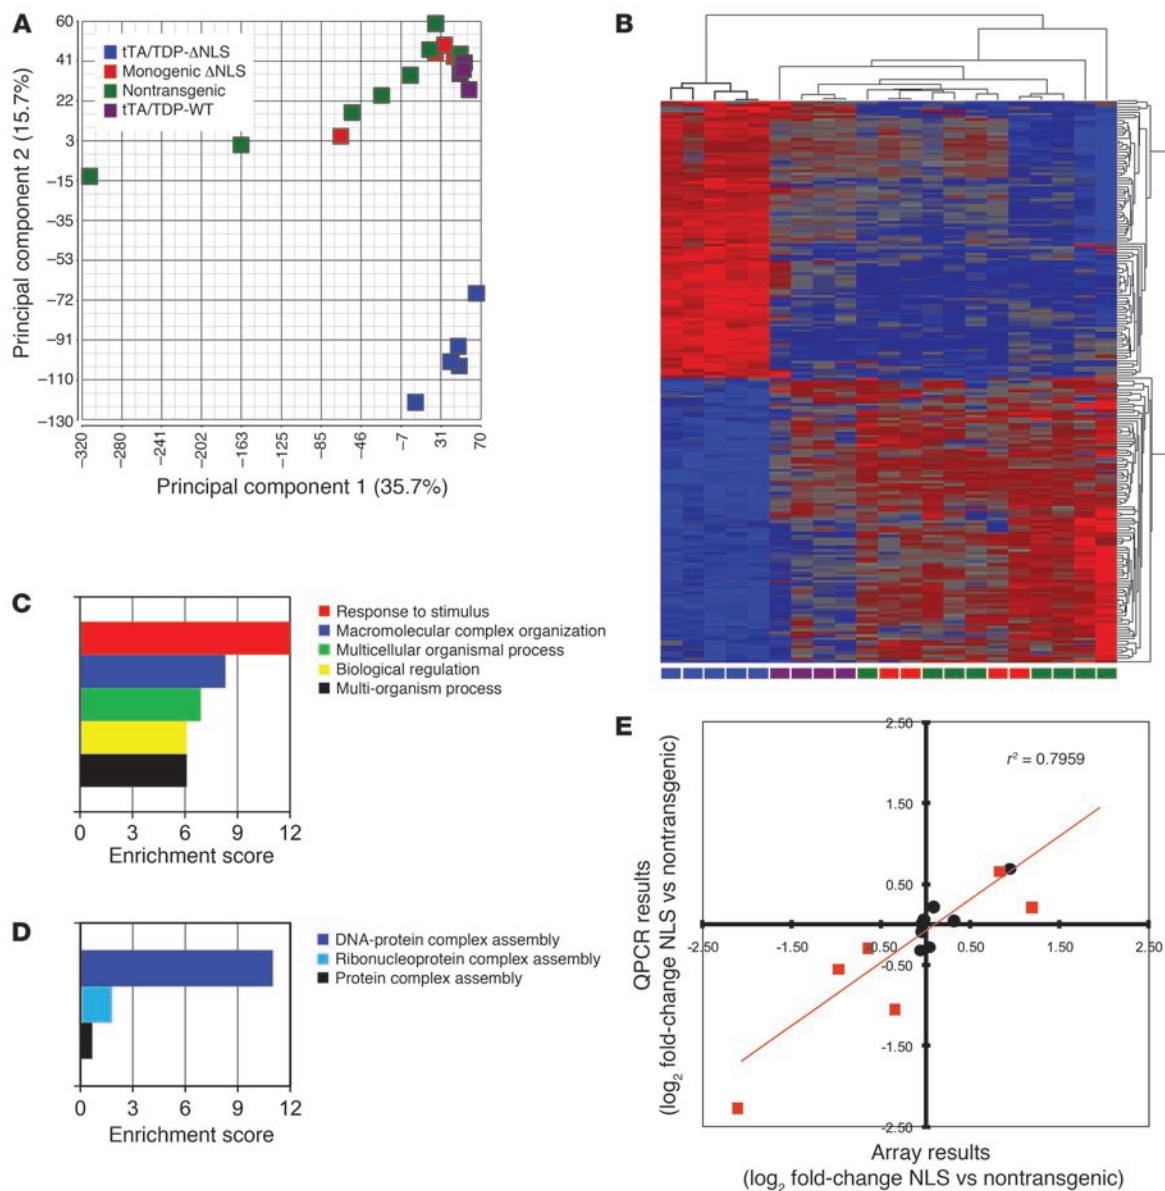 A
Principal component 2 (15.7%)
60
41
22
3
−15
−35
−53
−72
−91
−110
−130
tTA/TDP-ΔNLS
Monogenic ΔNLS
Nontransgenic
tTA/TDP-WT
−320
−280
−241
−202
−163
−125
−85
−46
−7
31
70
Principal component 1 (35.7%)
B
C
Response to stimulus
Macromolecular complex organization
Multicellular organismal process
Biological regulation
Multi-organism process
0 3 6 9 12
Enrichment score
D
DNA-protein complex assembly
Ribonucleoprotein complex assembly
Protein complex assembly
0 3 6 9 12
Enrichment score
E
QPCR results
(log2 fold-change NLS vs nontransgenic)
2.50
r² = 0.7959
1.50
0.50
-2.50 -1.50 -0.50 0.50 1.50 2.50
-0.50
-1.50
-2.50
Array results
(log2 fold-change NLS vs nontransgenic)